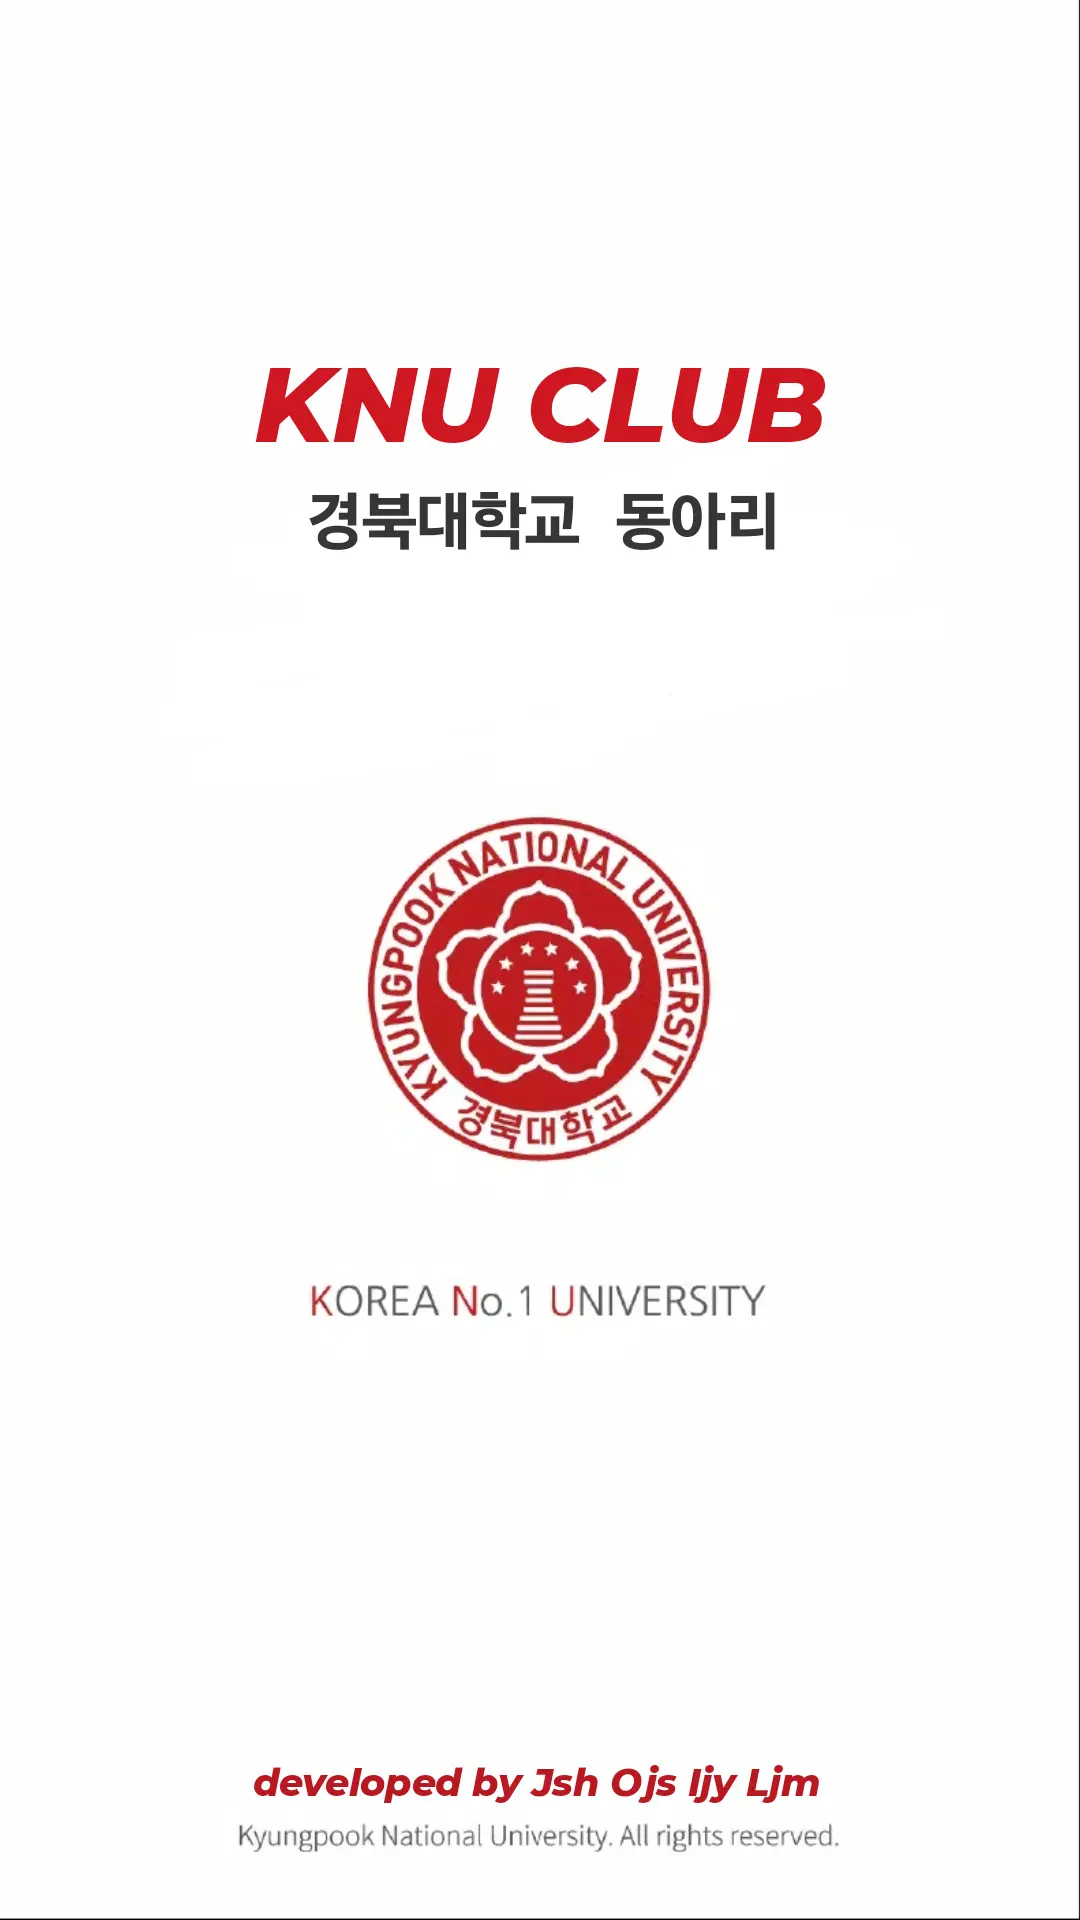 KNU CLUB
경북대학교 동아리
KYUNGPOOK NATIONAL UNIVERSITY
경북대학교
KOREA No.1 UNIVERSITY
developed by Jsh Ojs ljy Ljm
Kyungpook National University. All rights reserved.